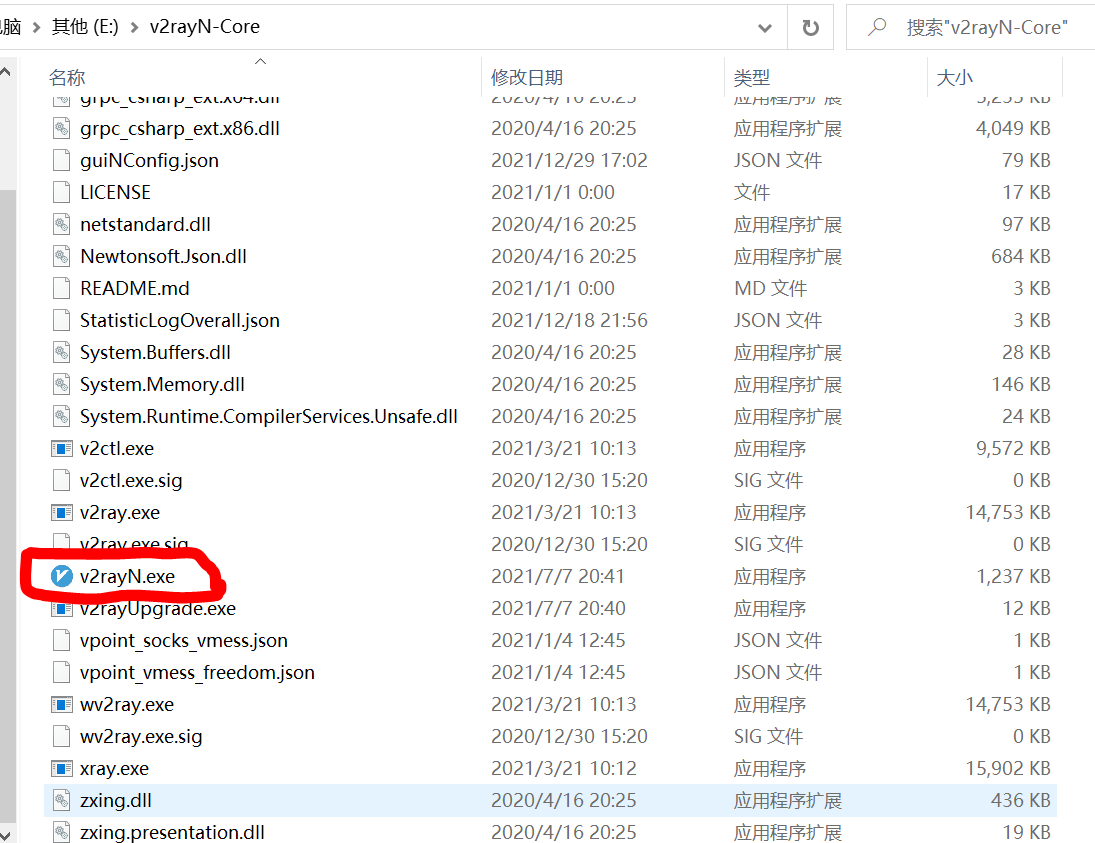 脑 > 其他 (E:) > v2rayN-Core 搜索"v2rayN-Core"
名称 修改日期 类型 大小
grpc_csharp_ext.x64.dll 2020/4/16 20:25 应用程序扩展 KB
grpc_csharp_ext.x86.dll 2020/4/16 20:25 应用程序扩展 4,049 KB
guiNConfig.json 2021/12/29 17:02 JSON 文件 79 KB
LICENSE 2021/1/1 0:00 文件 17 KB
netstandard.dll 2020/4/16 20:25 应用程序扩展 97 KB
Newtonsoft.Json.dll 2020/4/16 20:25 应用程序扩展 684 KB
README.md 2021/1/1 0:00 MD 文件 3 KB
StatisticLogOverall.json 2021/12/18 21:56 JSON 文件 3 KB
System.Buffers.dll 2020/4/16 20:25 应用程序扩展 28 KB
System.Memory.dll 2020/4/16 20:25 应用程序扩展 146 KB
System.Runtime.CompilerServices.Unsafe.dll 2020/4/16 20:25 应用程序扩展 24 KB
v2ctl.exe 2021/3/21 10:13 应用程序 9,572 KB
v2ctl.exe.sig 2020/12/30 15:20 SIG 文件 0 KB
v2ray.exe 2021/3/21 10:13 应用程序 14,753 KB
v2ray.exe.sig 2020/12/30 15:20 SIG 文件 0 KB
v2rayN.exe 2021/7/7 20:41 应用程序 1,237 KB
v2rayUpgrade.exe 2021/7/7 20:40 应用程序 12 KB
vpoint_socks_vmess.json 2021/1/4 12:45 JSON 文件 1 KB
vpoint_vmess_freedom.json 2021/1/4 12:45 JSON 文件 1 KB
wv2ray.exe 2021/3/21 10:13 应用程序 14,753 KB
wv2ray.exe.sig 2020/12/30 15:20 SIG 文件 0 KB
xray.exe 2021/3/21 10:12 应用程序 15,902 KB
zxing.dll 2020/4/16 20:25 应用程序扩展 436 KB
zxing.presentation.dll 2020/4/16 20:25 应用程序扩展 19 KB